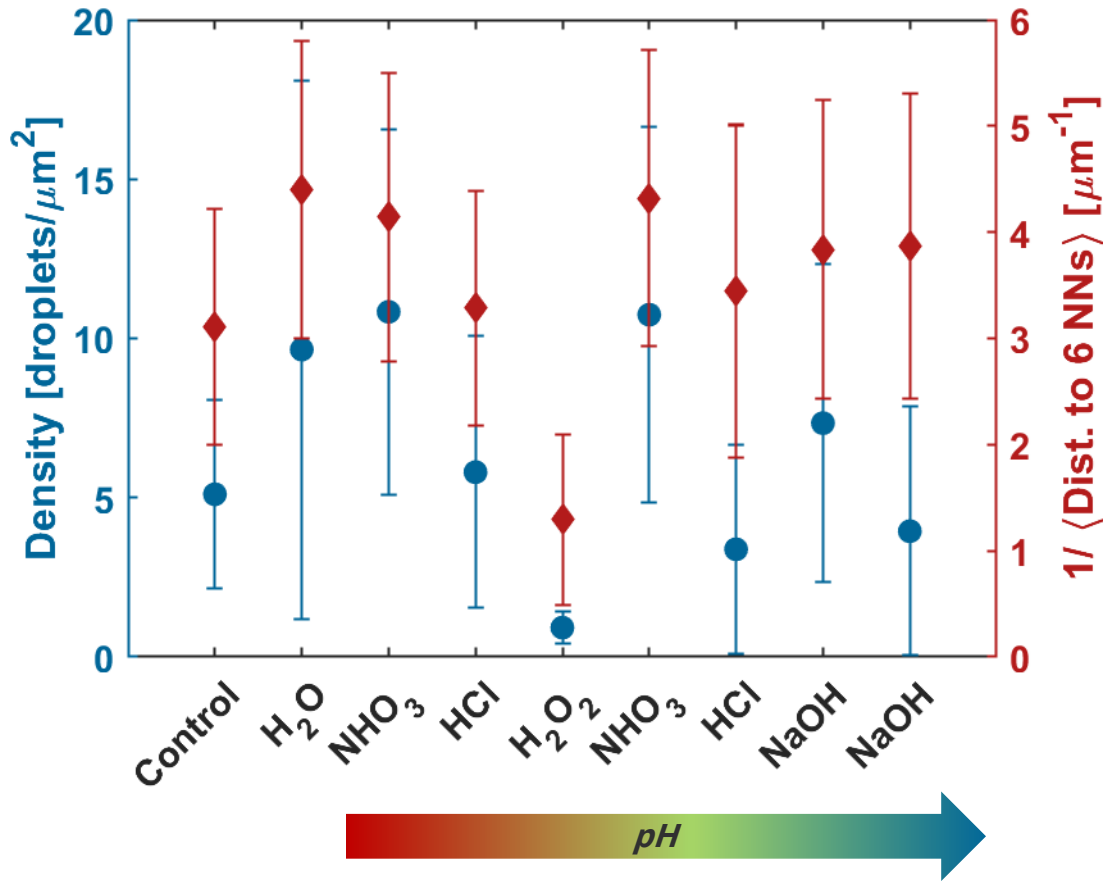 Density [droplets/μm²]
20
15
10
5
0
6
5
4
3
2
1
0
1/ ⟨Dist. to 6 NNs⟩ [μm⁻¹]
Control
H₂O
NHO₃
HCl
H₂O₂
NHO₃
HCl
NaOH
NaOH
pH